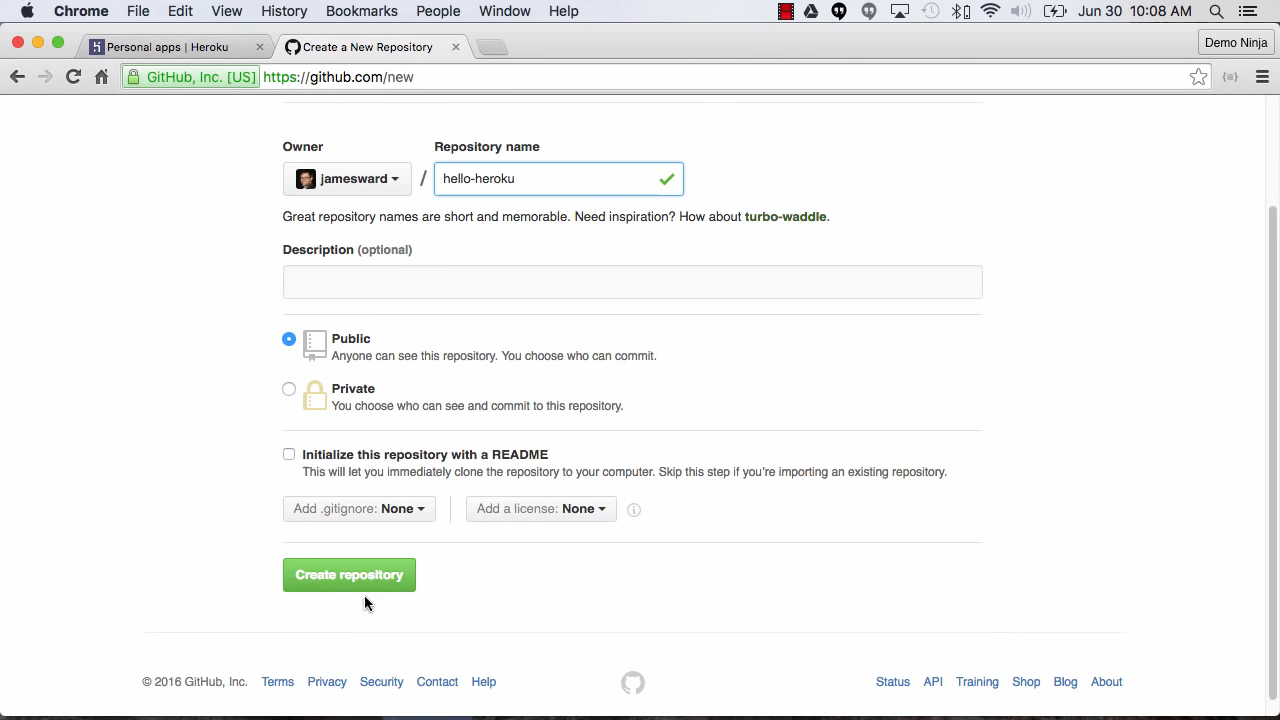 Chrome File Edit View History Bookmarks People Window Help Jun 30 10:08 AM
Personal apps | Heroku Create a New Repository Demo Ninja
GitHub, Inc. [US] https://github.com/new
Owner Repository name
jamesward / hello-heroku
Great repository names are short and memorable. Need inspiration? How about turbo-waddle.
Description (optional)
Public
Anyone can see this repository. You choose who can commit.
Private
You choose who can see and commit to this repository.
Initialize this repository with a README
This will let you immediately clone the repository to your computer. Skip this step if you're importing an existing repository.
Add .gitignore: None Add a license: None
Create repository
© 2016 GitHub, Inc. Terms Privacy Security Contact Help Status API Training Shop Blog About